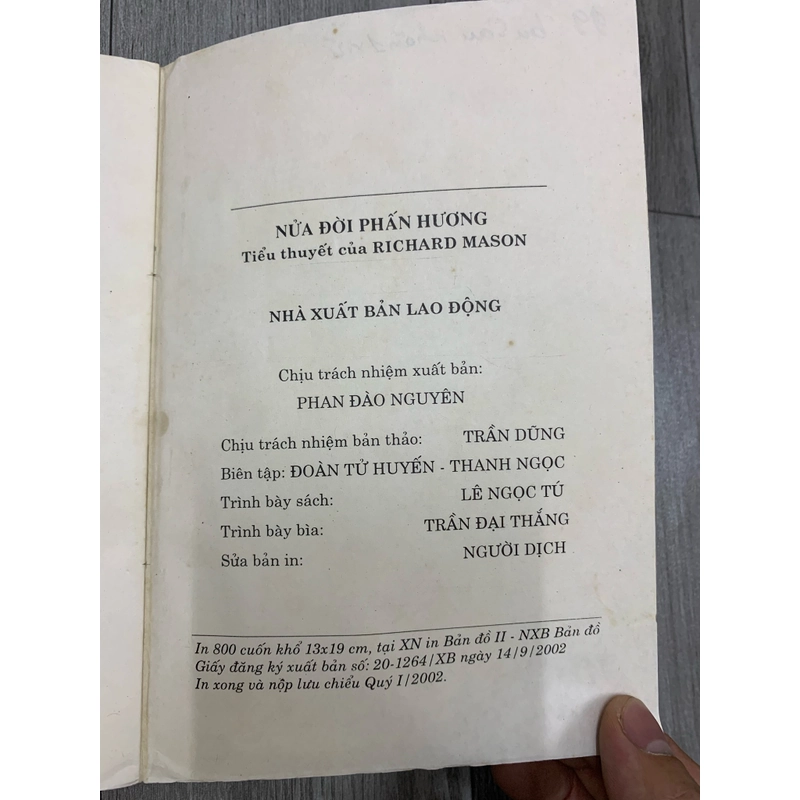 NỬA ĐỜI PHẤN HƯƠNG
Tiểu thuyết của RICHARD MASON
NHÀ XUẤT BẢN LAO ĐỘNG
Chịu trách nhiệm xuất bản:
PHAN ĐÀO NGUYÊN
Chịu trách nhiệm bản thảo: TRẦN DŨNG
Biên tập: ĐOÀN TỬ HUYẾN - THANH NGỌC
Trình bày sách: LÊ NGỌC TÚ
Trình bày bìa: TRẦN ĐẠI THẮNG
Sửa bản in: NGƯỜI DỊCH
In 800 cuốn khổ 13x19 cm, tại XN in Bản đồ II - NXB Bản đồ
Giấy đăng ký xuất bản số: 20-1264/XB ngày 14/9/2002
In xong và nộp lưu chiểu Quý I/2002.